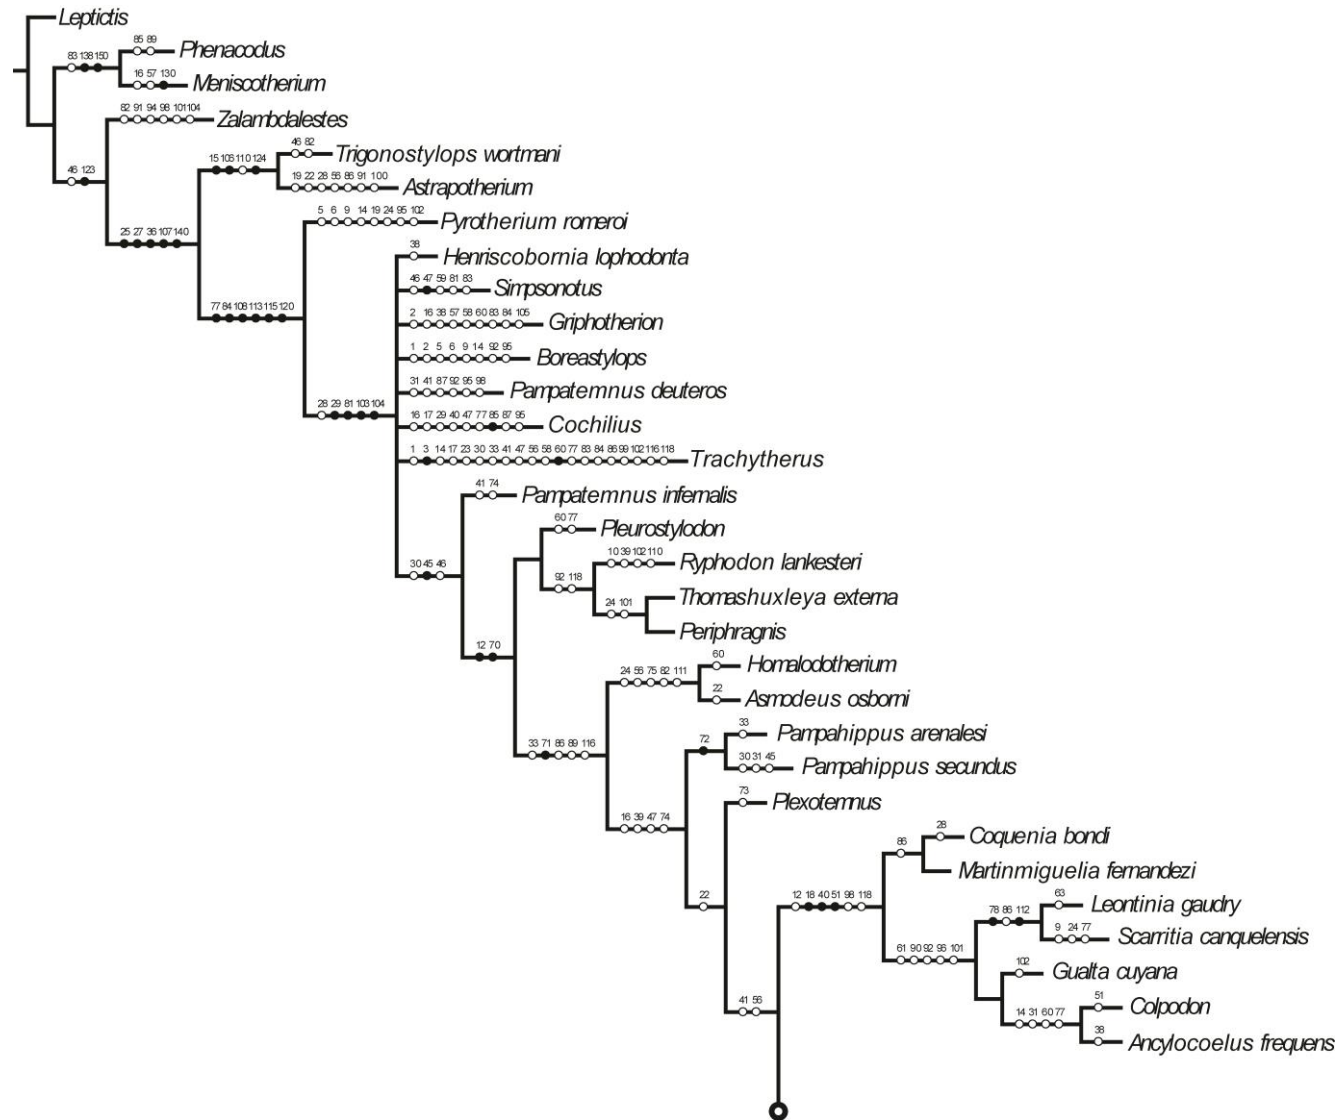 Leptictis
85 89
Phenacodus
83 138 150
16 57 130
Meniscotherium
82 91 94 98 101 104
Zalambdalestes
46 123
46 82
Trigonostylops wortmani
15 106 110 124
19 22 28 56 86 91 100
Astrapotherium
5 6 9 14 19 24 95 102
Pyrotherium romeroi
25 27 36 107 140
38
Henriscobornia lophodonta
46 47 59 81 83
Simpsonotus
77 84 108 113 115 120
2 16 38 57 58 60 83 84 105
Griphotherion
1 2 5 6 9 14 92 95
Boreastylops
31 41 87 92 95 98
Pampatemnus deuteros
28 29 81 103 104
16 17 29 40 47 77 85 87 95
Cochilius
1 3 14 17 23 30 33 41 47 56 58 60 77 83 84 86 99 102 116 118
Trachytherus
41 74
Pampatemnus infernalis
60 77
Pleurostylodon
10 39 102 110
Ryphodon lankesteri
30 45 46
92 118
24 101
Thomashuxleya externa
Periphragnis
12 70
60
Homalodotherium
24 56 75 82 111
22
Asmodeus osborni
33
Pampahippus arenalesi
33 71 86 89 116
72
30 31 45
Pampahippus secundus
73
Plexotemnus
16 39 47 74
28
Coquenia bondi
86
Martinmiguelia fernandezi
22
12 18 40 51 98 118
63
Leontinia gaudry
78 86 112
9 24 77
Scarritia canquelensis
61 90 92 95 101
102
Gualta cuyana
41 56
51
Colpodon
14 31 60 77
38
Ancylocoelus frequens